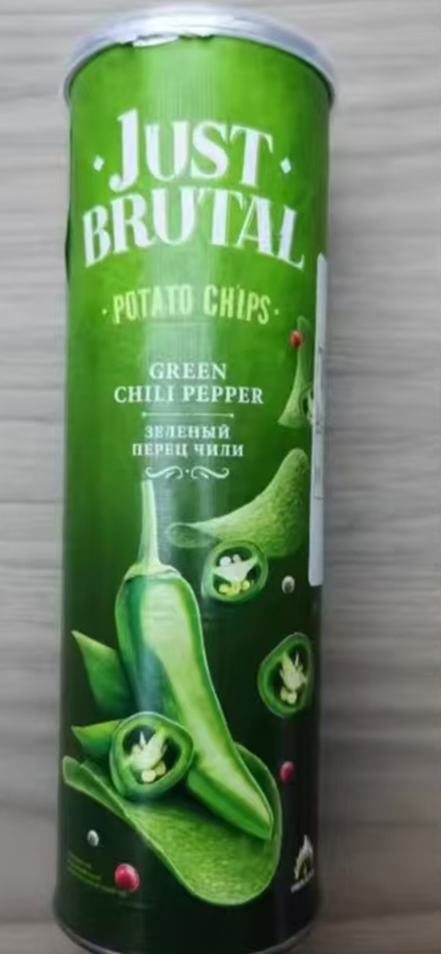 JUST
BRUTAL
POTATO CHIPS
GREEN
CHILI PEPPER
ЗЕЛЕНЫЙ
ПЕРЕЦ ЧИЛИ